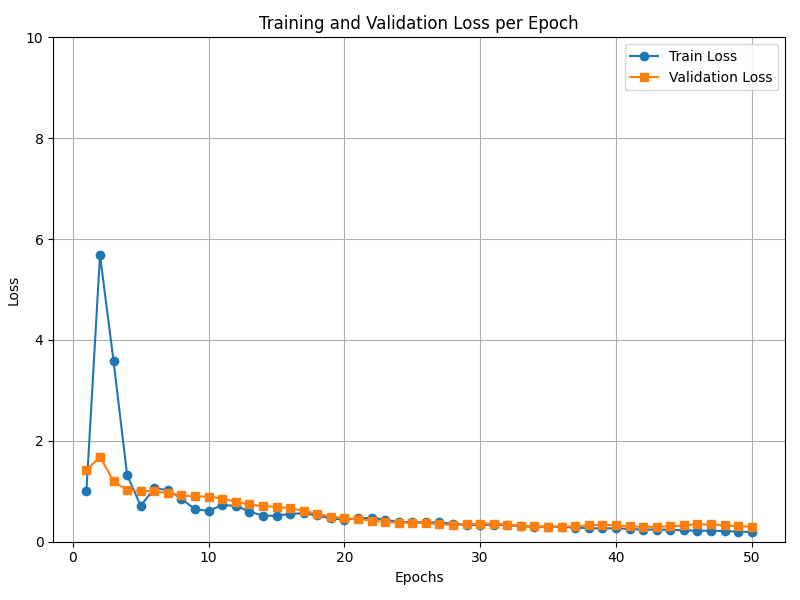 Training and Validation Loss per Epoch
Train Loss
Validation Loss
Loss
10
8
6
4
2
0
0 10 20 30 40 50
Epochs